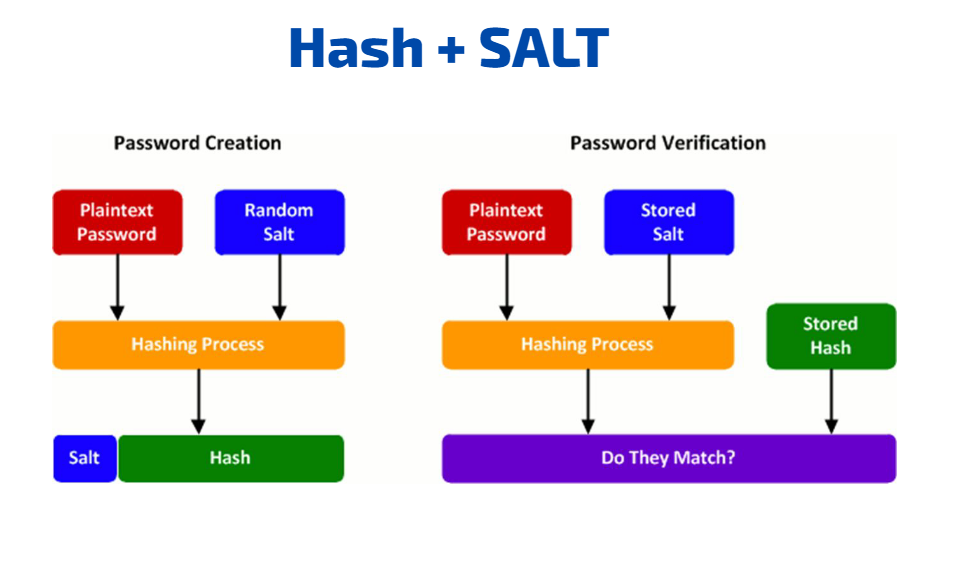 Hash + SALT
Password Creation
Plaintext
Password
Random
Salt
Hashing Process
Salt
Hash
Password Verification
Plaintext
Password
Stored
Salt
Hashing Process
Stored
Hash
Do They Match?